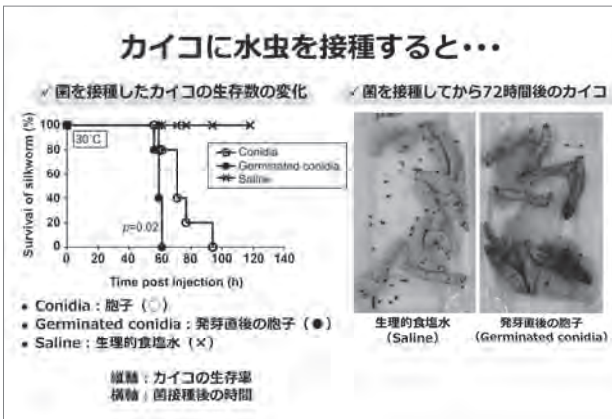 カイコに水虫を接種すると・・・
✓菌を接種したカイコの生存数の変化
✓菌を接種してから72時間後のカイコ
Survival of silkworm (%)
100
80
60
40
20
0
30℃
Conidia
Germinated conidia
Saline
p=0.02
0 20 40 60 80 100 120 140
Time post Injection (h)
• Conidia：胞子（○）
• Germinated conidia：発芽直後の胞子（●）
• Saline：生理的食塩水（×）
縦軸：カイコの生存率
横軸：菌接種後の時間
生理的食塩水
（Saline）
発芽直後の胞子
（Germinated conidia）